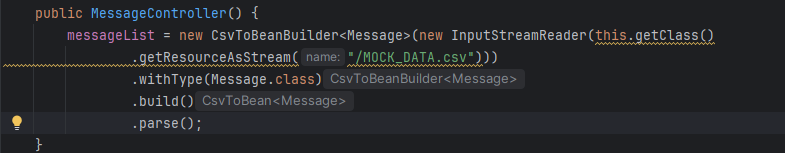 public MessageController() {
messageList = new CsvToBeanBuilder<Message>(new InputStreamReader(this.getClass()
.getResourceAsStream( name: "/MOCK_DATA.csv")))
.withType(Message.class) CsvToBeanBuilder<Message>
.build() CsvToBean<Message>
.parse();
}